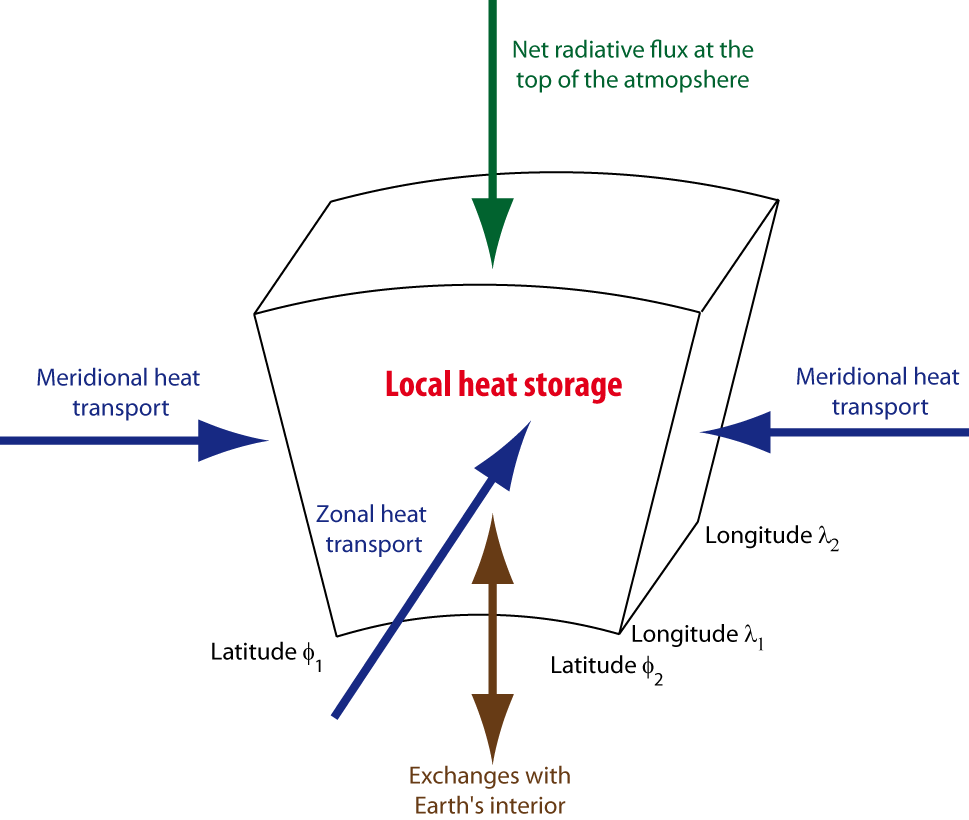 Net radiative flux at the
top of the atmopshere
Local heat storage
Meridional heat
transport
Meridional heat
transport
Zonal heat
transport
Longitude λ2
Longitude λ1
Latitude ϕ1
Latitude ϕ2
Exchanges with
Earth's interior